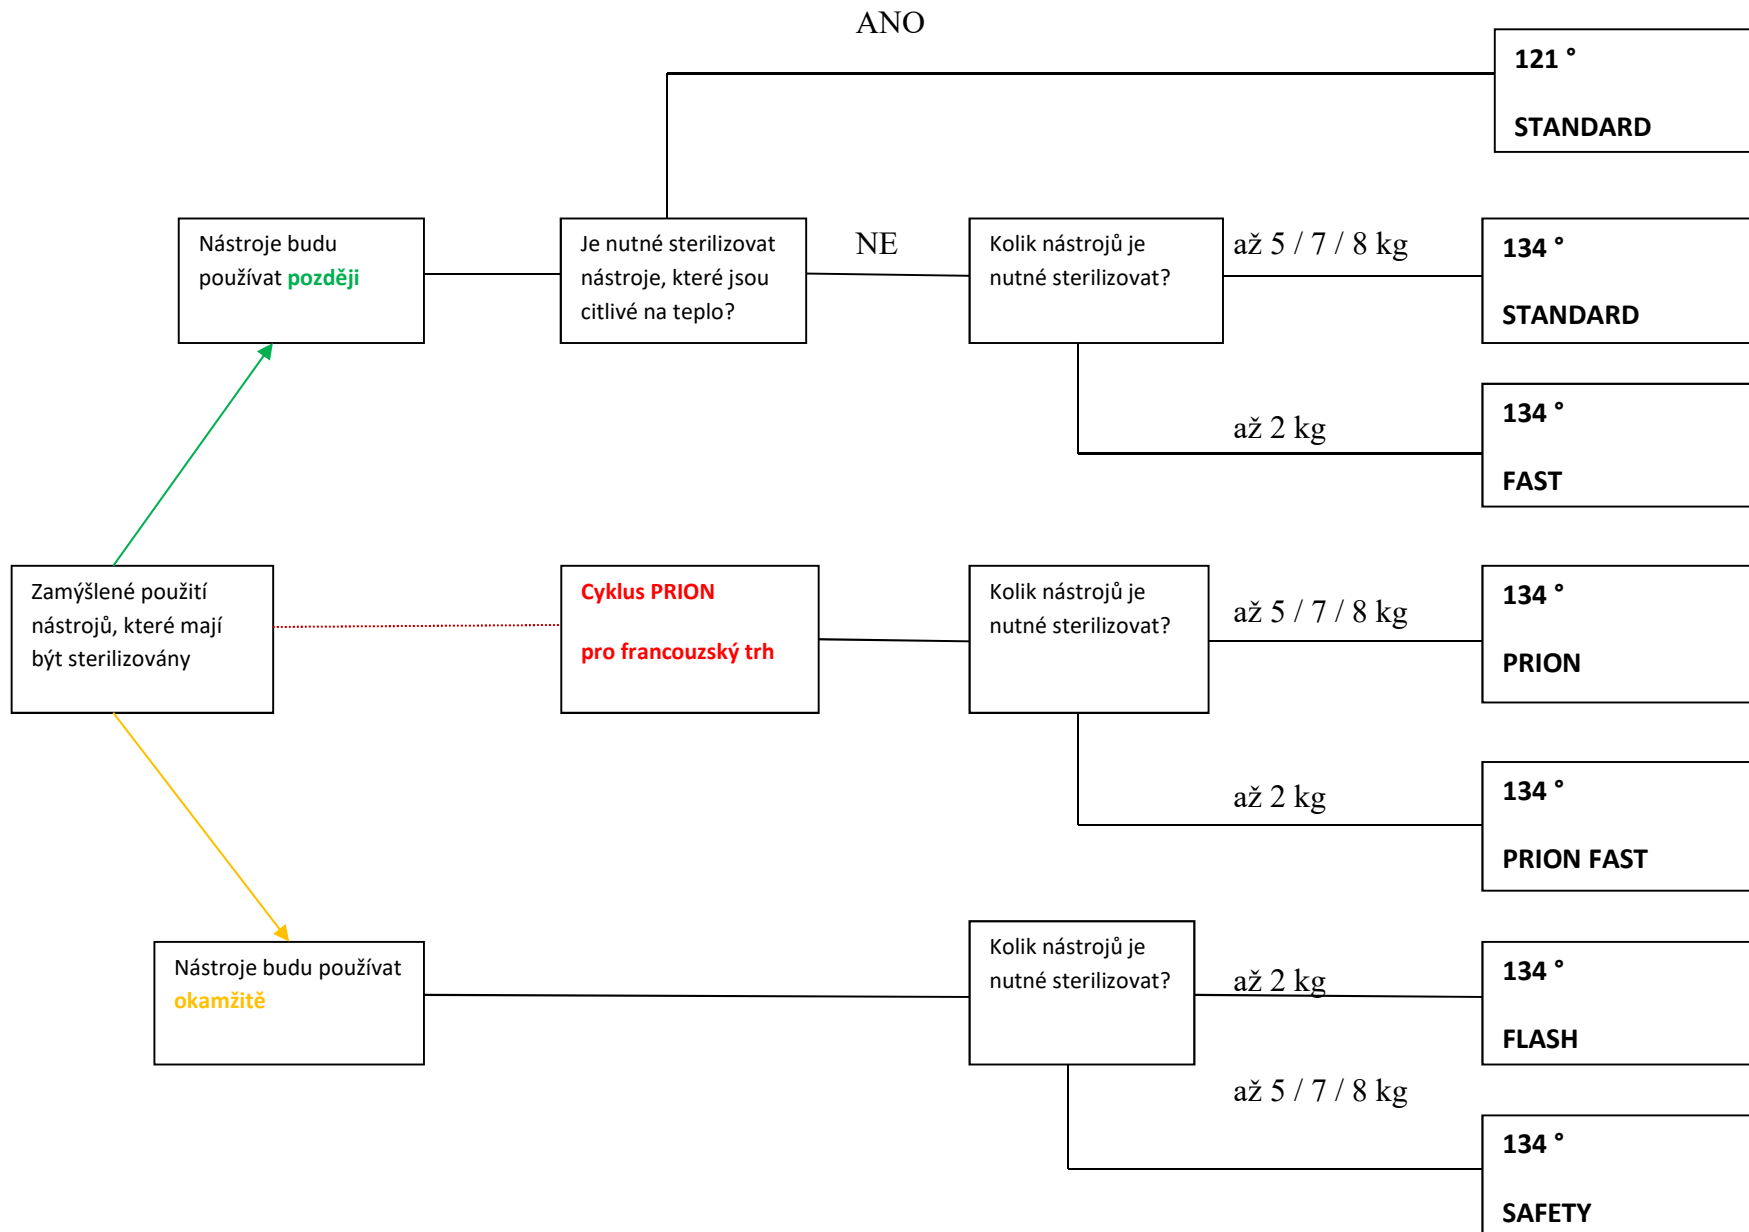 ANO
121 °
STANDARD
Nástroje budu
používat později
Je nutné sterilizovat
nástroje, které jsou
citlivé na teplo?
NE
Kolik nástrojů je
nutné sterilizovat?
až 5 / 7 / 8 kg
134 °
STANDARD
až 2 kg
134 °
FAST
Zamýšlené použití
nástrojů, které mají
být sterilizovány
Cyklus PRION
pro francouzský trh
Kolik nástrojů je
nutné sterilizovat?
až 5 / 7 / 8 kg
134 °
PRION
až 2 kg
134 °
PRION FAST
Nástroje budu používat
okamžitě
Kolik nástrojů je
nutné sterilizovat?
až 2 kg
134 °
FLASH
až 5 / 7 / 8 kg
134 °
SAFETY